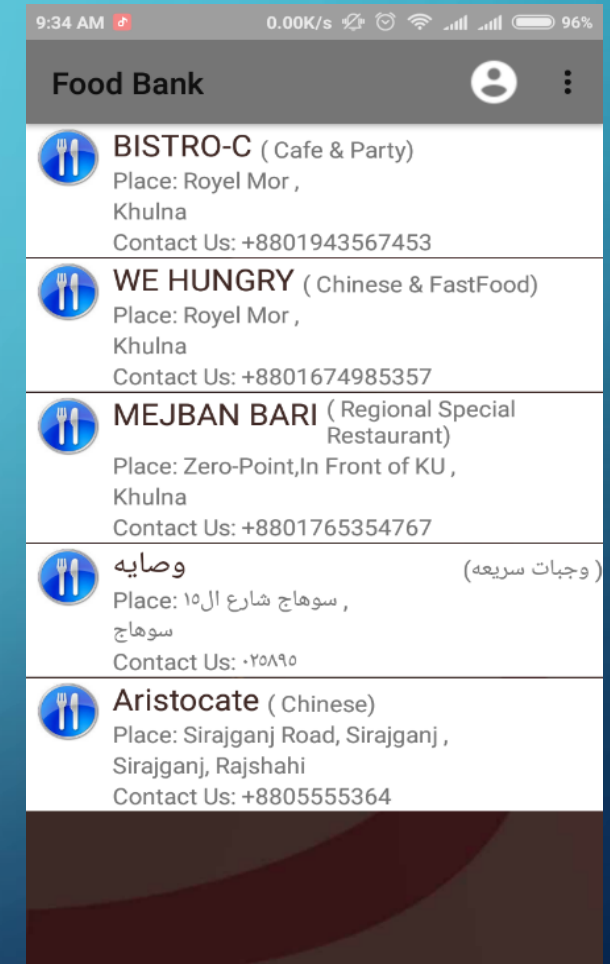 9:34 AM 0.00K/s 96%
Food Bank
BISTRO-C ( Cafe & Party)
Place: Royel Mor ,
Khulna
Contact Us: +8801943567453
WE HUNGRY ( Chinese & FastFood)
Place: Royel Mor ,
Khulna
Contact Us: +8801674985357
MEJBAN BARI ( Regional Special
Restaurant)
Place: Zero-Point,In Front of KU ,
Khulna
Contact Us: +8801765354767
وصايه ( وجبات سريعه)
Place: سوهاج شارع ال١٥ ,
سوهاج
Contact Us: ٠٢٥٨٩٥
Aristocate ( Chinese)
Place: Sirajganj Road, Sirajganj ,
Sirajganj, Rajshahi
Contact Us: +8805555364